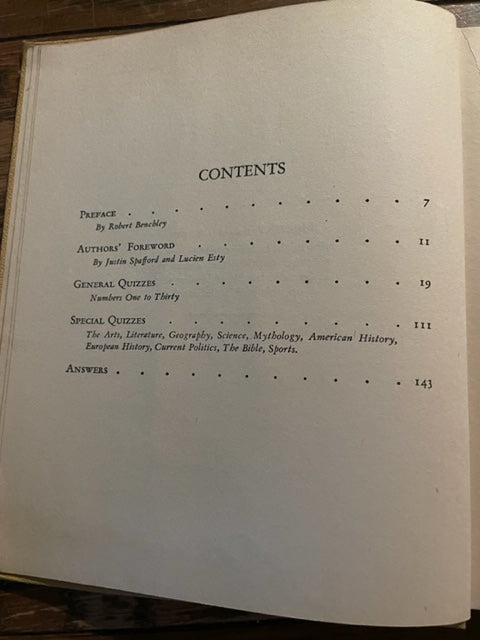 CONTENTS
PREFACE . . . . . . . . . . 7
By Robert Benchley
AUTHORS' FOREWORD . . . . . . . . 11
By Justin Spafford and Lucien Esty
GENERAL QUIZZES . . . . . . . . . 19
Numbers One to Thirty
SPECIAL QUIZZES . . . . . . . . . 111
The Arts, Literature, Geography, Science, Mythology, American History,
European History, Current Politics, The Bible, Sports.
ANSWERS . . . . . . . . . . . 143